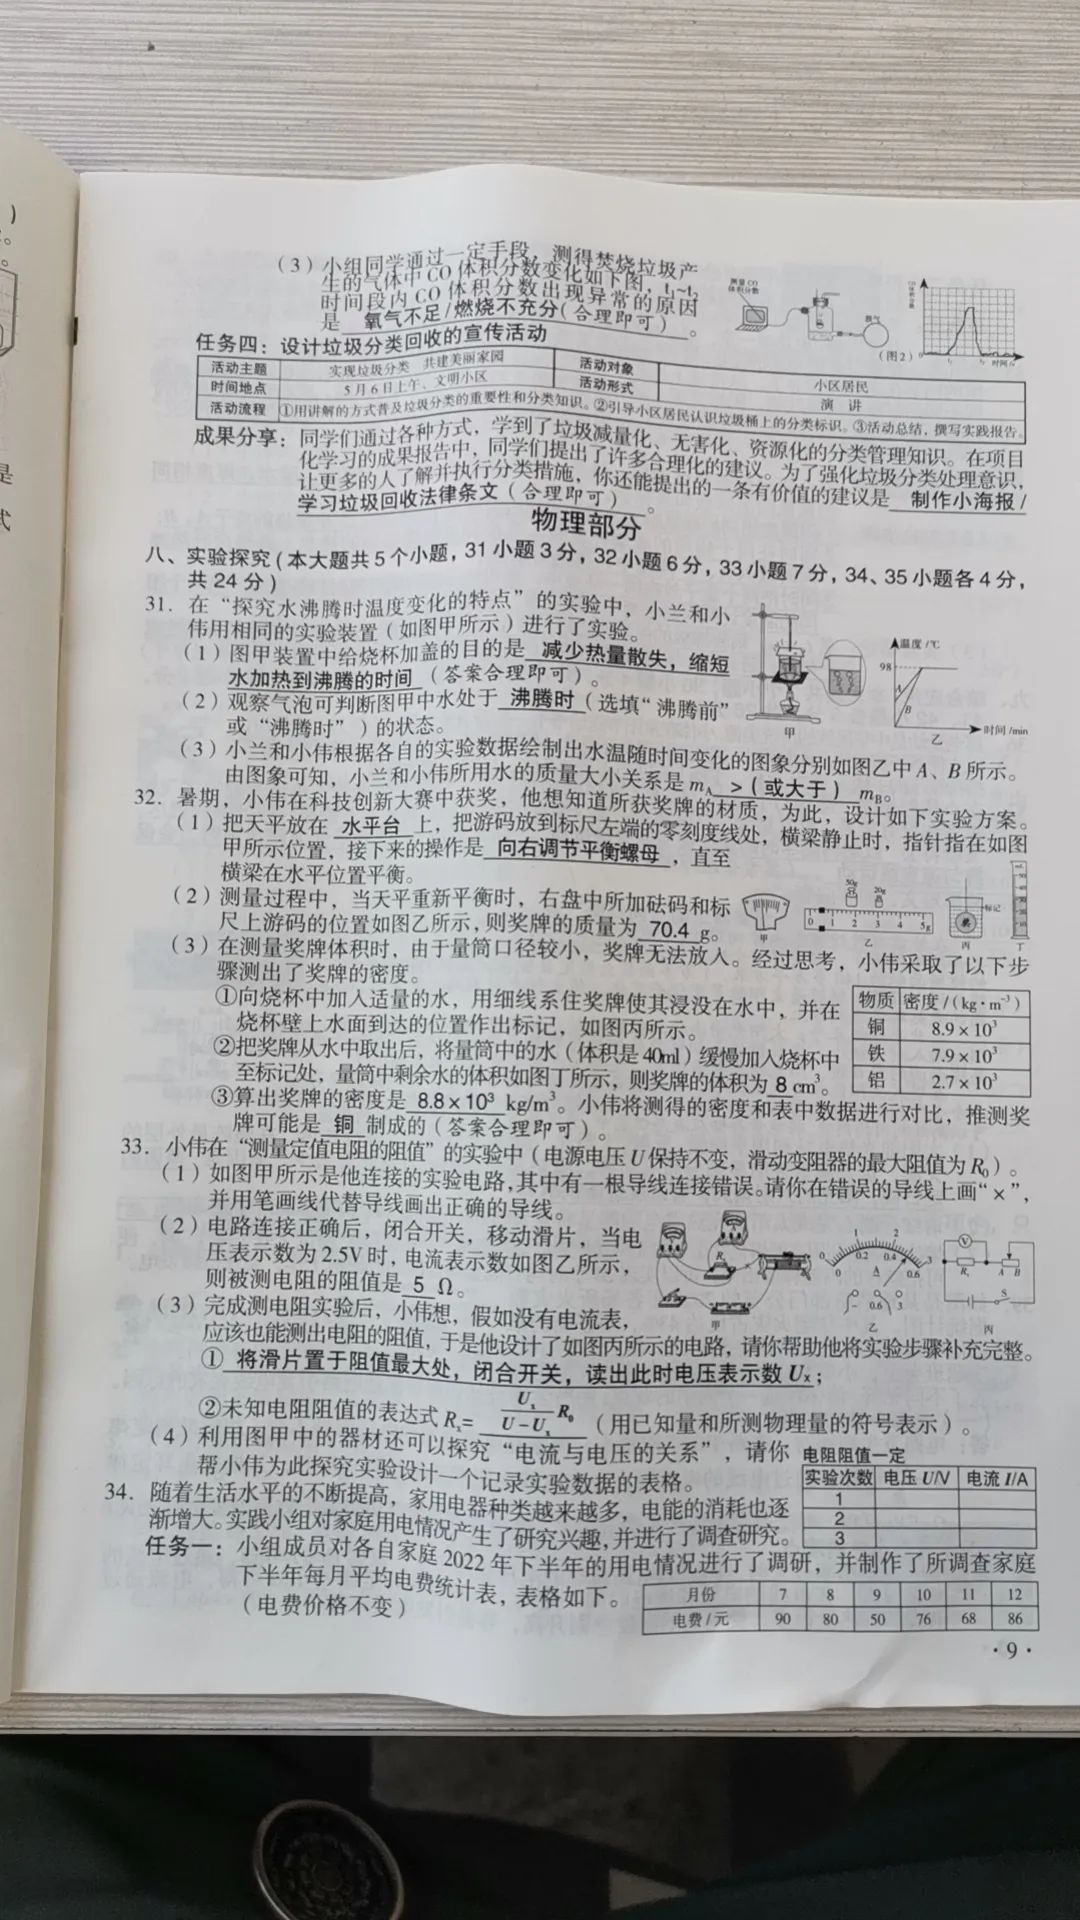 （3）小组同学通过一定手段，测得焚烧垃圾产
生的气体中CO体积分数变化如下图，t₁~t₂
时间段内CO体积分数出现异常的原因
是 氧气不足/燃烧不充分（合理即可）。
测量CO
体积分数
废气
（图2）
CO
体积分数
t₁ t₂ 时间/s
任务四：设计垃圾分类回收的宣传活动
活动主题 实现垃圾分类 共建美丽家园 活动对象 小区居民
时间地点 5月6日上午、文明小区 活动形式 演 讲
活动流程 ①用讲解的方式普及垃圾分类的重要性和分类知识。②引导小区居民认识垃圾桶上的分类标识。③活动总结，撰写实践报告。
成果分享：同学们通过各种方式，学到了垃圾减量化、无害化、资源化的分类管理知识。在项目
化学习的成果报告中，同学们提出了许多合理化的建议。为了强化垃圾分类处理意识，
让更多的人了解并执行分类措施，你还能提出的一条有价值的建议是 制作小海报/
学习垃圾回收法律条文（合理即可）。
物理部分
八、实验探究（本大题共5个小题，31小题3分，32小题6分，33小题7分，34、35小题各4分，
共24分）
31. 在“探究水沸腾时温度变化的特点”的实验中，小兰和小
伟用相同的实验装置（如图甲所示）进行了实验。
（1）图甲装置中给烧杯加盖的目的是 减少热量散失，缩短
水加热到沸腾的时间（答案合理即可）。
（2）观察气泡可判断图甲中水处于 沸腾时（选填“沸腾前”
或“沸腾时”）的状态。
甲
温度/℃
98
A
B
时间/min
乙
（3）小兰和小伟根据各自的实验数据绘制出水温随时间变化的图象分别如图乙中A、B所示。
由图象可知，小兰和小伟所用水的质量大小关系是mA >（或大于） mB。
32. 暑期，小伟在科技创新大赛中获奖，他想知道所获奖牌的材质，为此，设计如下实验方案。
（1）把天平放在 水平台 上，把游码放到标尺左端的零刻度线处，横梁静止时，指针指在如图
甲所示位置，接下来的操作是 向右调节平衡螺母，直至
横梁在水平位置平衡。
（2）测量过程中，当天平重新平衡时，右盘中所加砝码和标
尺上游码的位置如图乙所示，则奖牌的质量为 70.4 g。
50g 20g
0 1 2 3 4 5g
标记
甲 乙 丙 丁
（3）在测量奖牌体积时，由于量筒口径较小，奖牌无法放入。经过思考，小伟采取了以下步
骤测出了奖牌的密度。
①向烧杯中加入适量的水，用细线系住奖牌使其浸没在水中，并在
烧杯壁上水面到达的位置作出标记，如图丙所示。
②把奖牌从水中取出后，将量筒中的水（体积是40ml）缓慢加入烧杯中
至标记处，量筒中剩余水的体积如图丁所示，则奖牌的体积为 8 cm³。
物质 密度/（kg·m⁻³）
铜 8.9×10³
铁 7.9×10³
铝 2.7×10³
③算出奖牌的密度是 8.8×10³ kg/m³。小伟将测得的密度和表中数据进行对比，推测奖
牌可能是 铜 制成的（答案合理即可）。
33. 小伟在“测量定值电阻的阻值”的实验中（电源电压U保持不变，滑动变阻器的最大阻值为R₀）。
（1）如图甲所示是他连接的实验电路，其中有一根导线连接错误。请你在错误的导线上画“×”，
并用笔画线代替导线画出正确的导线。
（2）电路连接正确后，闭合开关，移动滑片，当电
压表示数为2.5V时，电流表示数如图乙所示，
则被测电阻的阻值是 5 Ω。
Rₓ
甲
0 1 2 3
0 0.2 0.4 0.6
A
− 0.6 3
乙
V
Rₓ A B
S
丙
（3）完成测电阻实验后，小伟想，假如没有电流表，
应该也能测出电阻的阻值，于是他设计了如图丙所示的电路，请你帮助他将实验步骤补充完整。
① 将滑片置于阻值最大处，闭合开关，读出此时电压表示数Uₓ；
②未知电阻阻值的表达式Rₓ= Uₓ/(U−Uₓ) R₀（用已知量和所测物理量的符号表示）。
（4）利用图甲中的器材还可以探究“电流与电压的关系”，请你
帮小伟为此探究实验设计一个记录实验数据的表格。
电阻阻值一定
实验次数 电压U/V 电流I/A
1
2
3
34. 随着生活水平的不断提高，家用电器种类越来越多，电能的消耗也逐
渐增大。实践小组对家庭用电情况产生了研究兴趣，并进行了调查研究。
任务一：小组成员对各自家庭2022年下半年的用电情况进行了调研，并制作了所调查家庭
下半年每月平均电费统计表，表格如下。
（电费价格不变）
月份 7 8 9 10 11 12
电费/元 90 80 50 76 68 86
·9·